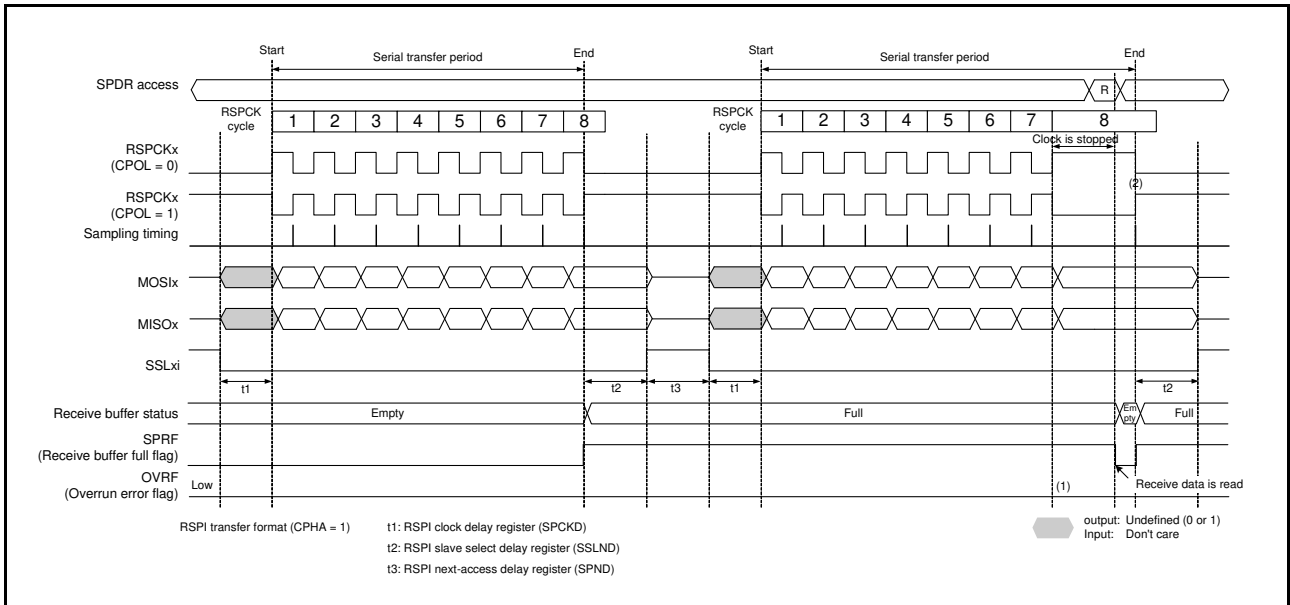 Start
Serial transfer period
End
Start
Serial transfer period
End
SPDR access
R
RSPCK
cycle
1 2 3 4 5 6 7 8
RSPCK
cycle
1 2 3 4 5 6 7 8
Clock is stopped
RSPCKx
(CPOL = 0)
(2)
RSPCKx
(CPOL = 1)
Sampling timing
MOSIx
MISOx
SSLxi
t1
t2
t3
t1
t2
Receive buffer status
Empty
Full
Em
pty
Full
SPRF
(Receive buffer full flag)
OVRF
(Overrun error flag)
Low
(1)
Receive data is read
RSPI transfer format (CPHA = 1)
t1: RSPI clock delay register (SPCKD)
t2: RSPI slave select delay register (SSLND)
t3: RSPI next-access delay register (SPND)
output: Undefined (0 or 1)
Input: Don't care